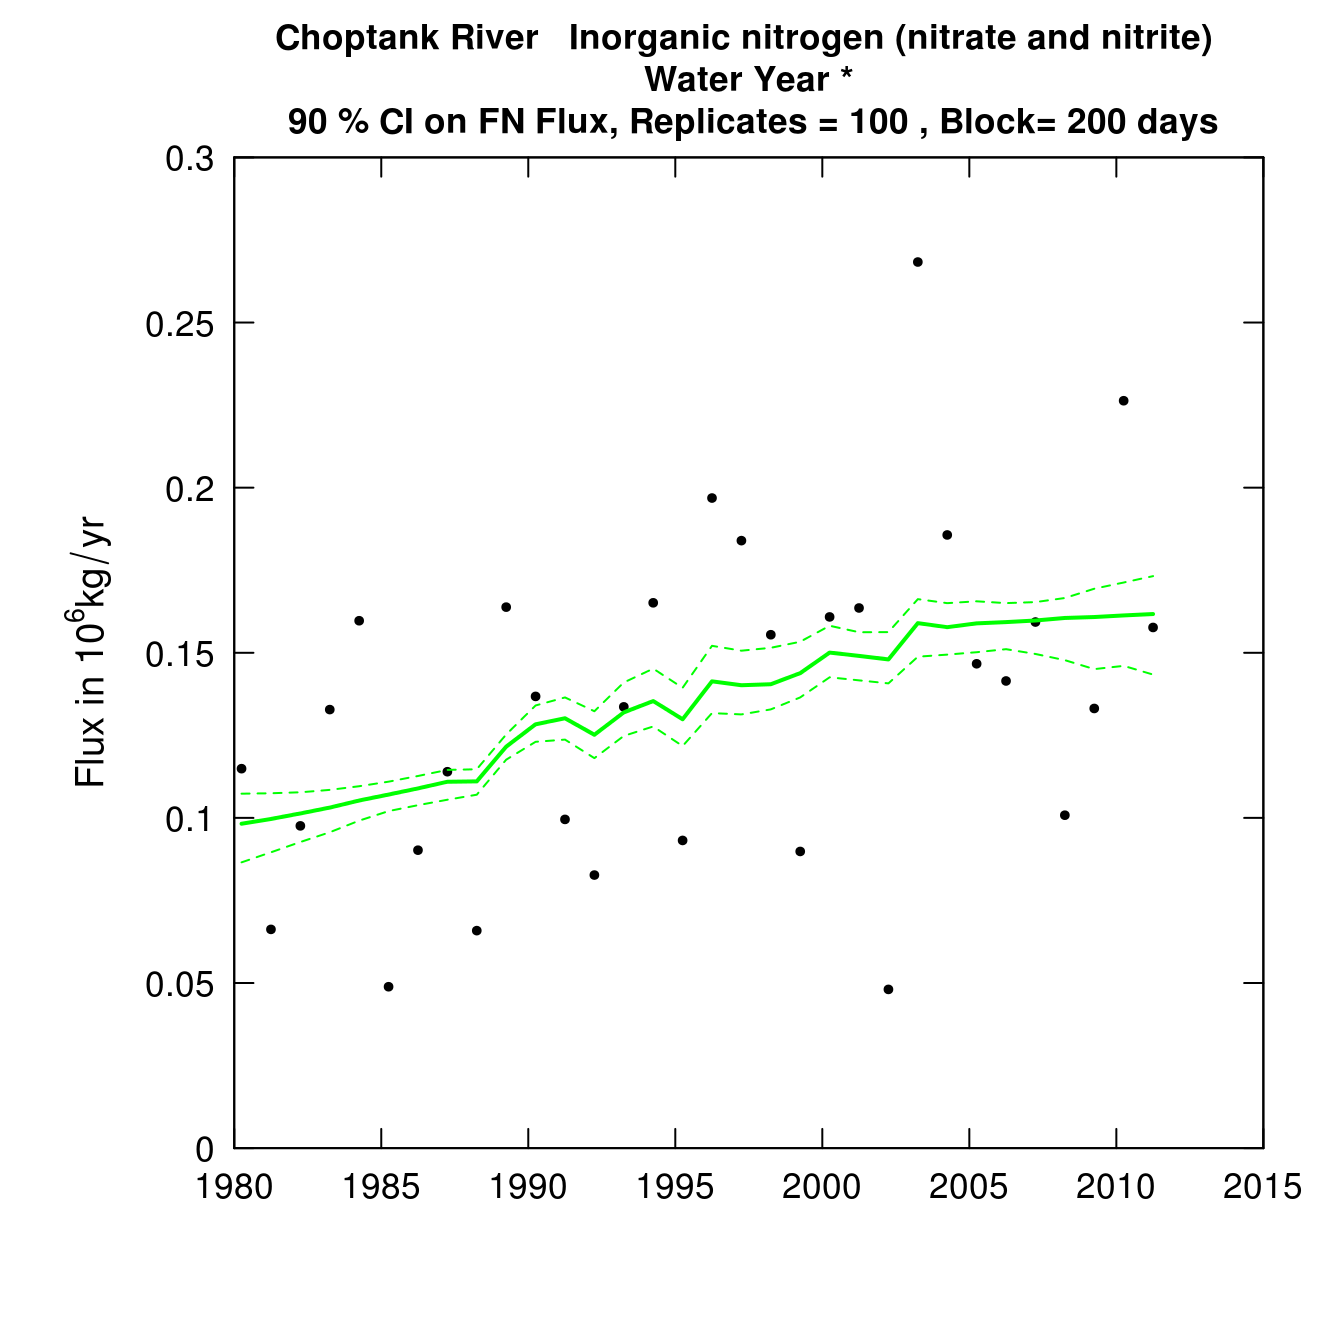 Choptank River   Inorganic nitrogen (nitrate and nitrite)
Water Year *
90 % CI on FN Flux, Replicates = 100 , Block= 200 days
0.3
0.25
0.2
0.15
0.1
0.05
0
Flux in 10⁶kg/yr
1980 1985 1990 1995 2000 2005 2010 2015